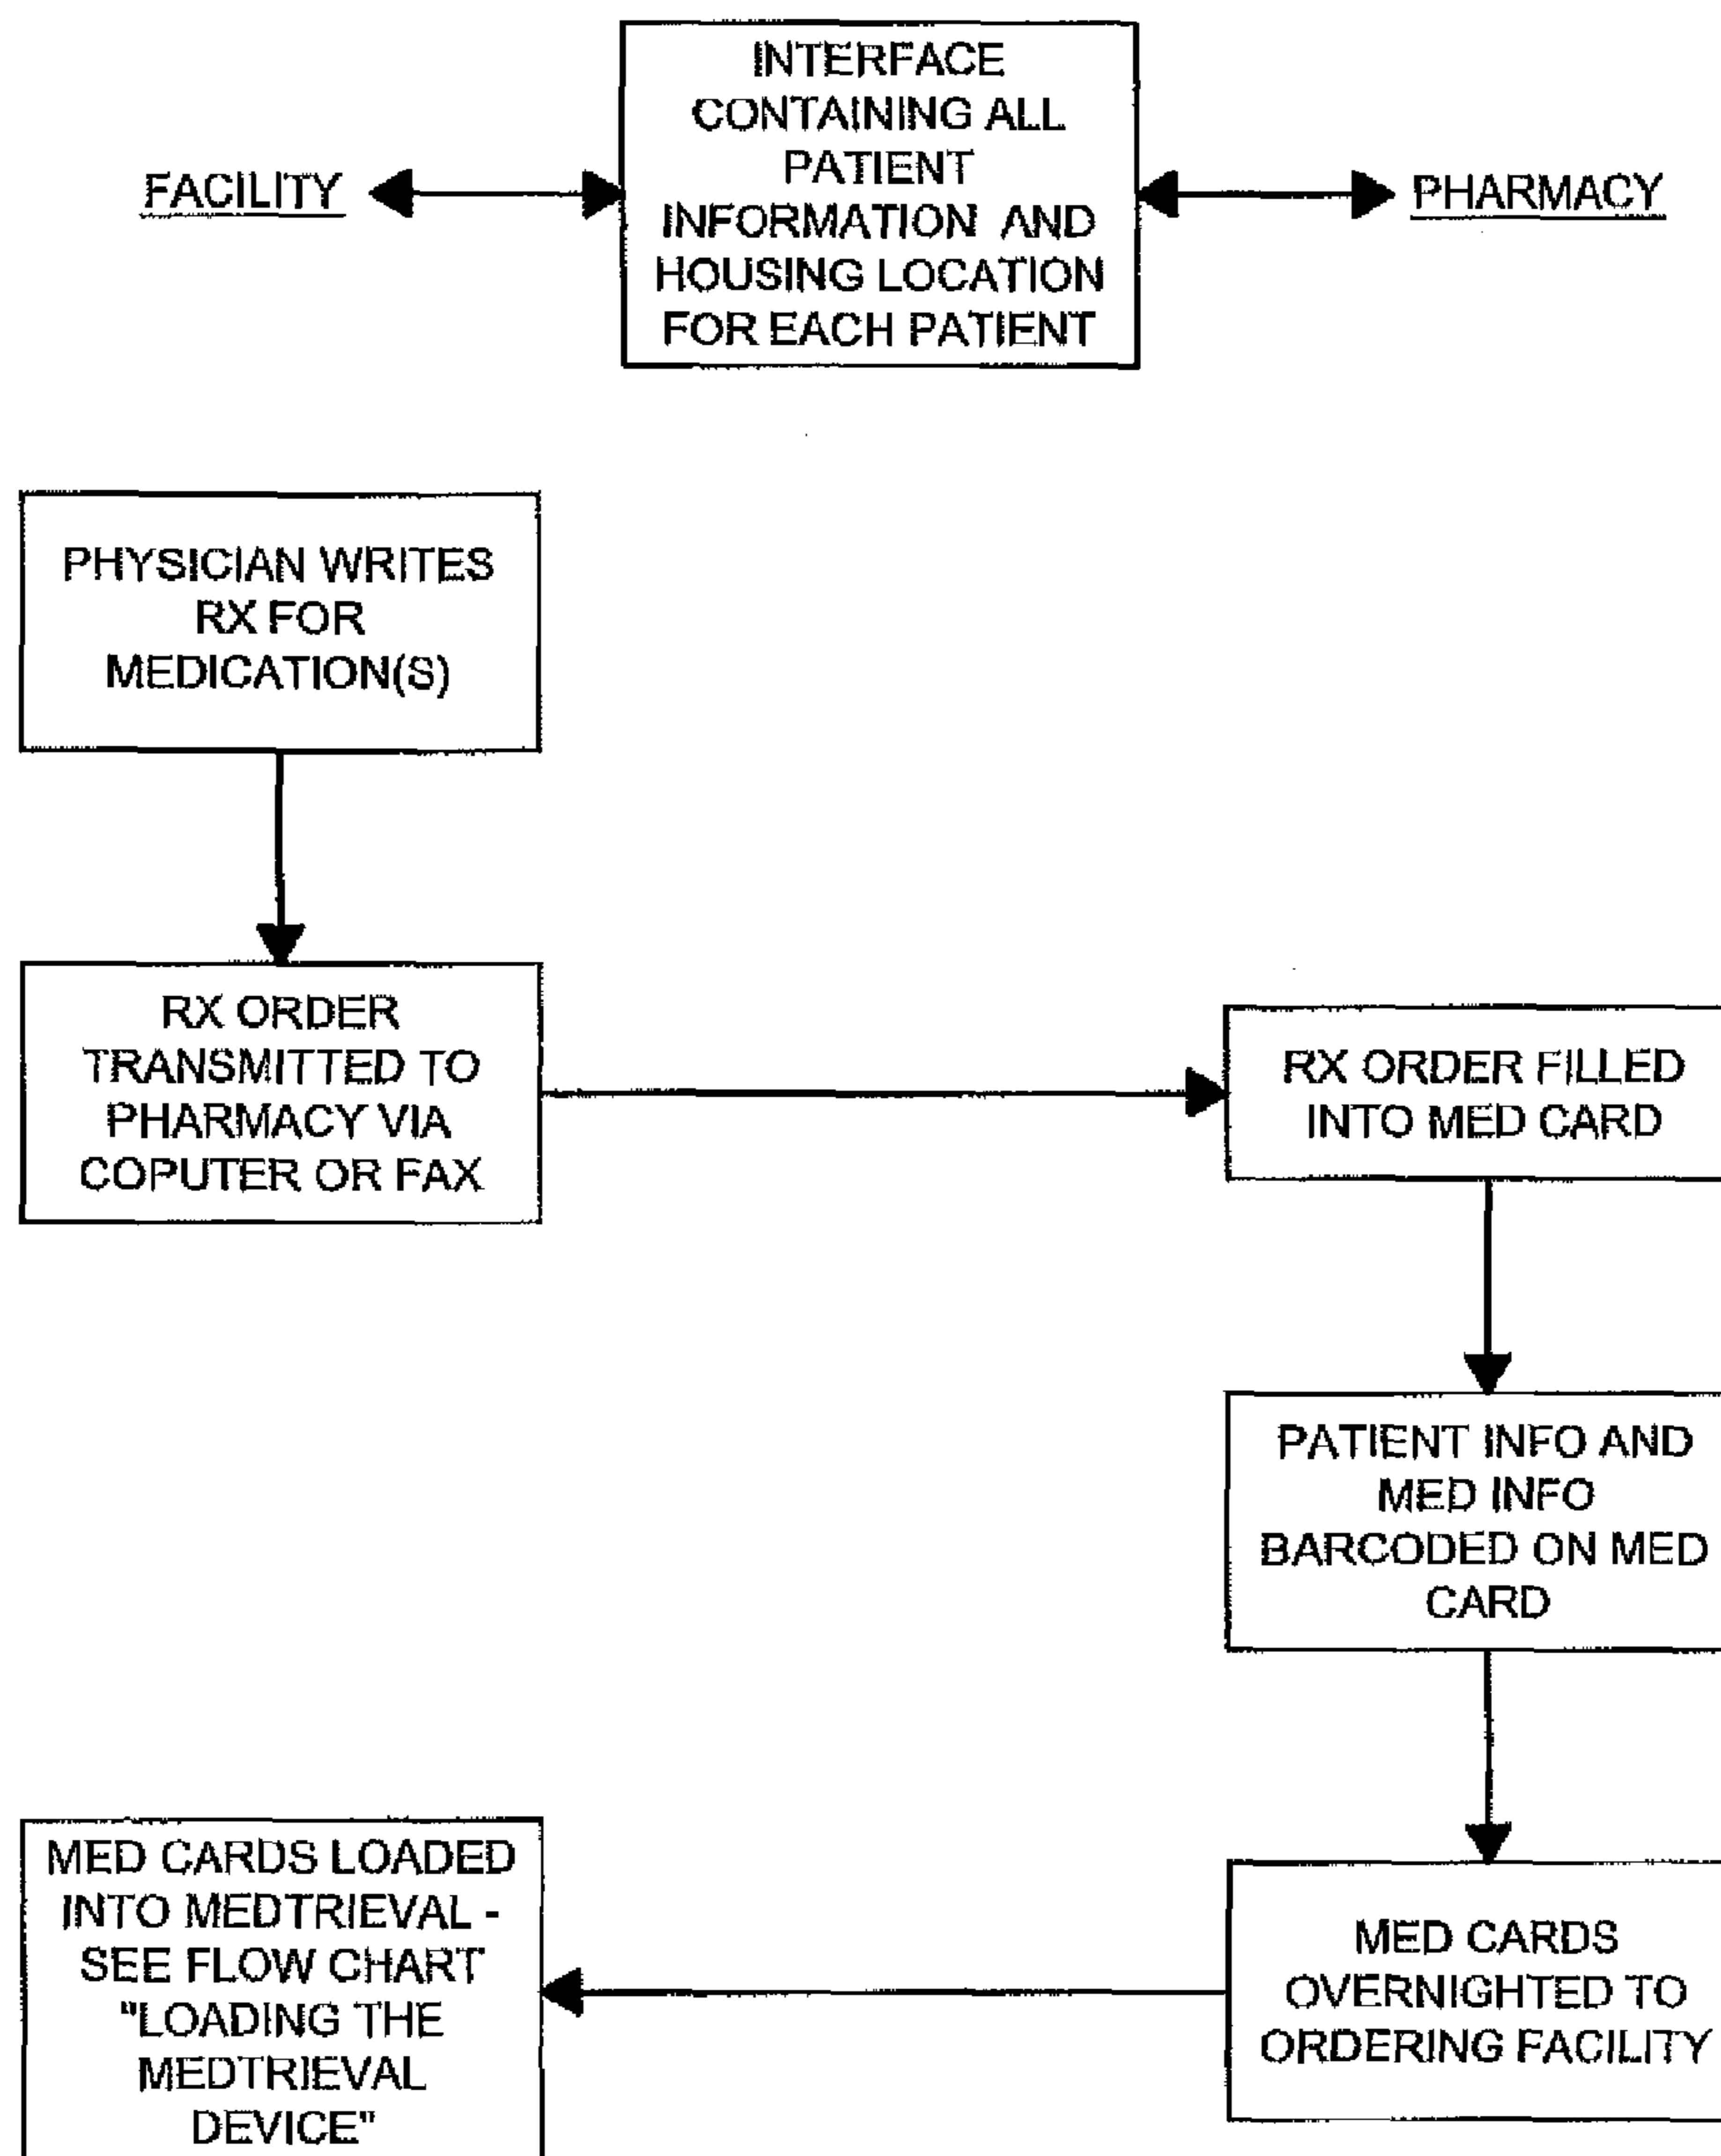 INTERFACE
CONTAINING ALL
PATIENT
INFORMATION AND
HOUSING LOCATION
FOR EACH PATIENT
FACILITY
PHARMACY
PHYSICIAN WRITES
RX FOR
MEDICATION(S)
RX ORDER
TRANSMITTED TO
PHARMACY VIA
COPUTER OR FAX
RX ORDER FILLED
INTO MED CARD
PATIENT INFO AND
MED INFO
BARCODED ON MED
CARD
MED CARDS
OVERNIGHTED TO
ORDERING FACILITY
MED CARDS LOADED
INTO MEDTRIEVAL -
SEE FLOW CHART
"LOADING THE
MEDTRIEVAL
DEVICE"